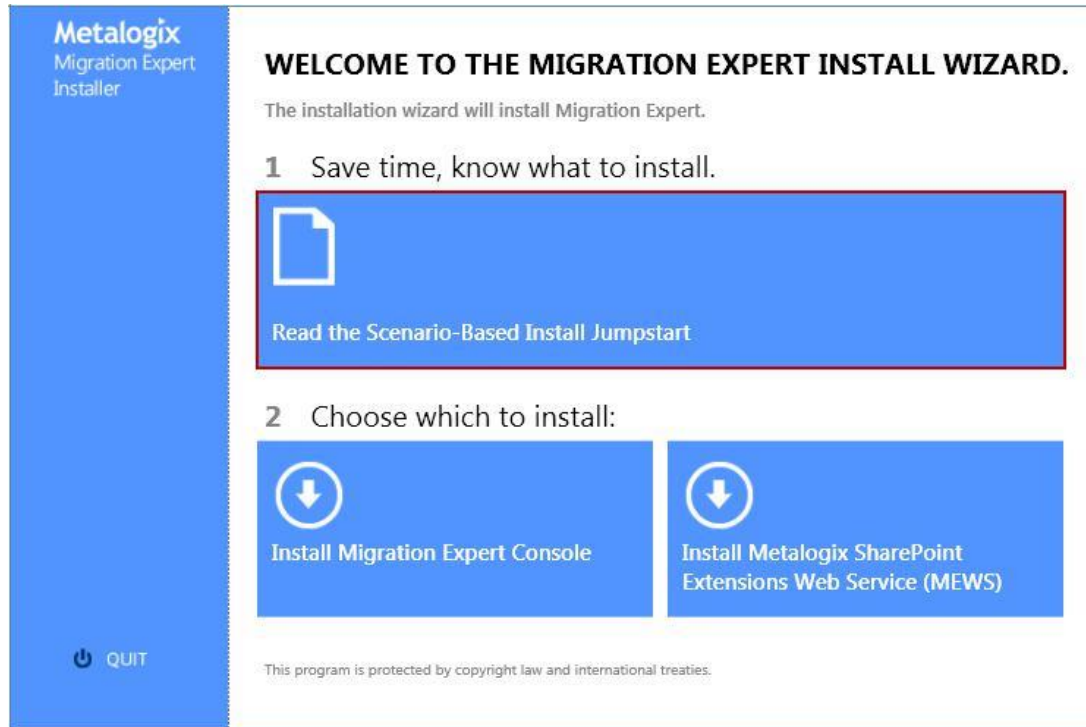 Metalogix
Migration Expert
Installer
WELCOME TO THE MIGRATION EXPERT INSTALL WIZARD.
The installation wizard will install Migration Expert.
1 Save time, know what to install.
Read the Scenario-Based Install Jumpstart
2 Choose which to install:
Install Migration Expert Console
Install Metalogix SharePoint
Extensions Web Service (MEWS)
QUIT
This program is protected by copyright law and international treaties.